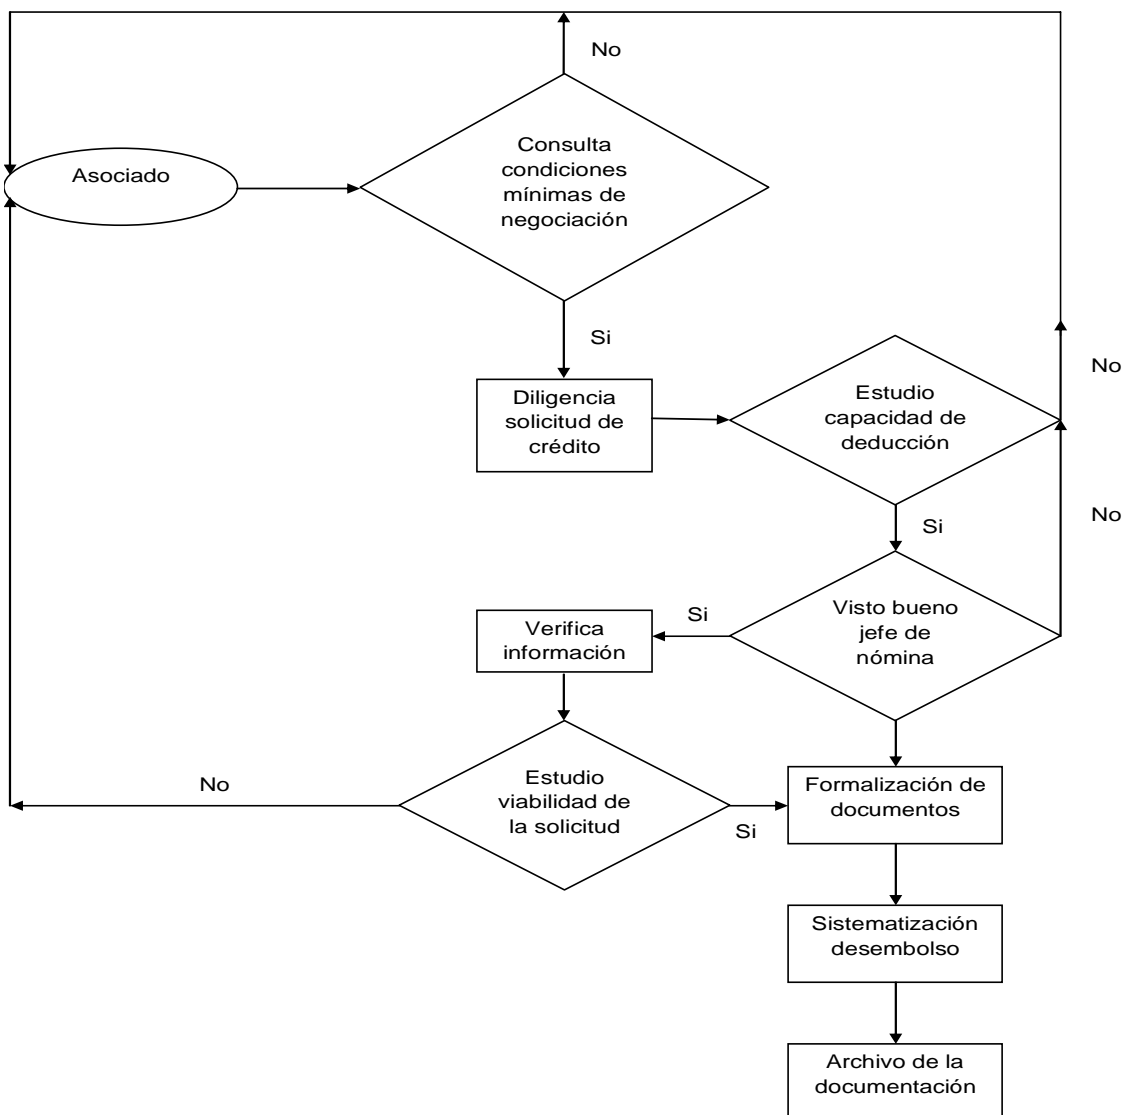 No
Consulta
condiciones
mínimas de
negociación
Asociado
Si
Diligencia
solicitud de
crédito
Estudio
capacidad de
deducción
No
No
Si
Visto bueno
jefe de
nómina
Si
Verifica
información
Estudio
viabilidad de
la solicitud
No
Si
Formalización de
documentos
Sistematización
desembolso
Archivo de la
documentación